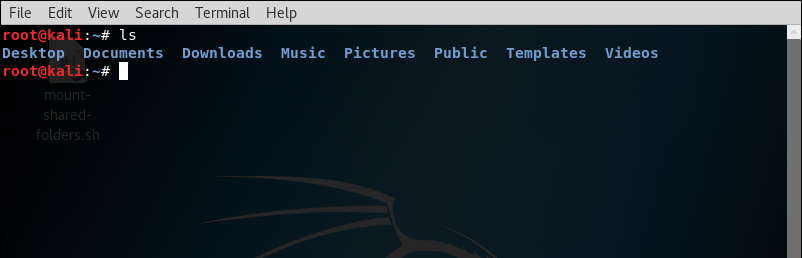 File Edit View Search Terminal Help
root@kali:~# ls
Desktop Documents Downloads Music Pictures Public Templates Videos
root@kali:~#
mount-
shared-
folders.sh